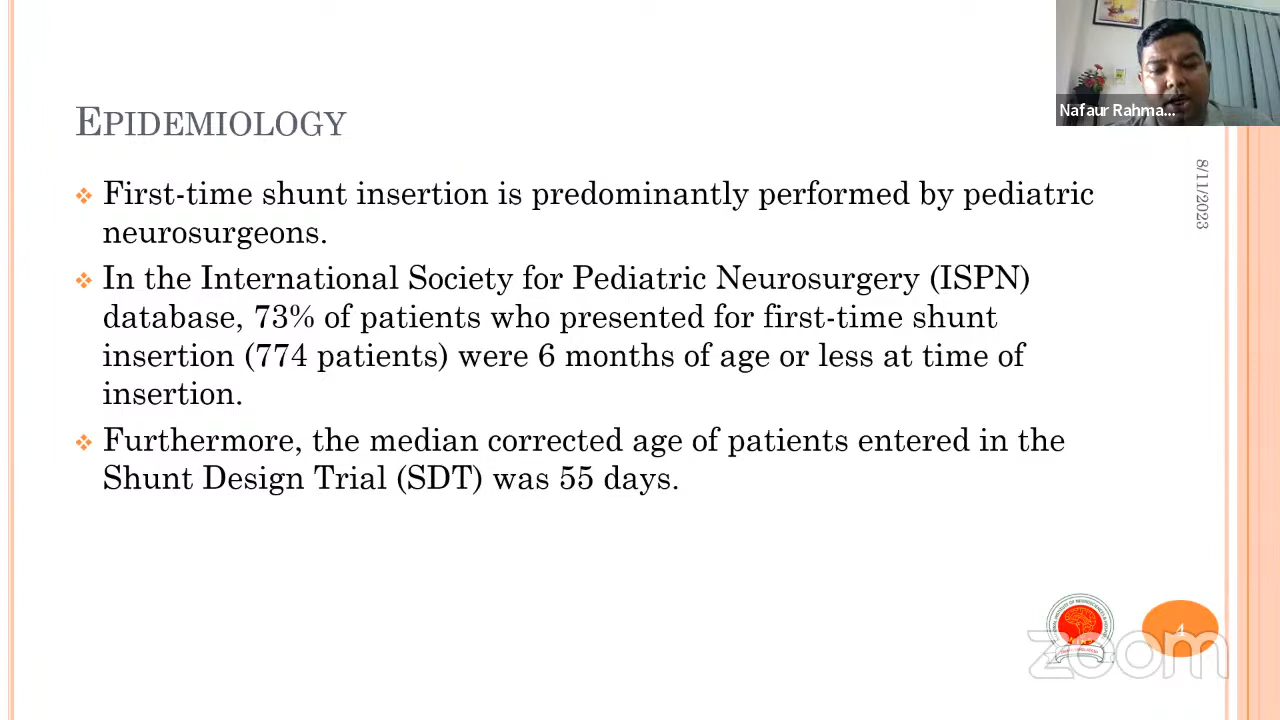 Nafaur Rahma...
EPIDEMIOLOGY
8/11/2023
First-time shunt insertion is predominantly performed by pediatric
neurosurgeons.
In the International Society for Pediatric Neurosurgery (ISPN)
database, 73% of patients who presented for first-time shunt
insertion (774 patients) were 6 months of age or less at time of
insertion.
Furthermore, the median corrected age of patients entered in the
Shunt Design Trial (SDT) was 55 days.
4
zoom